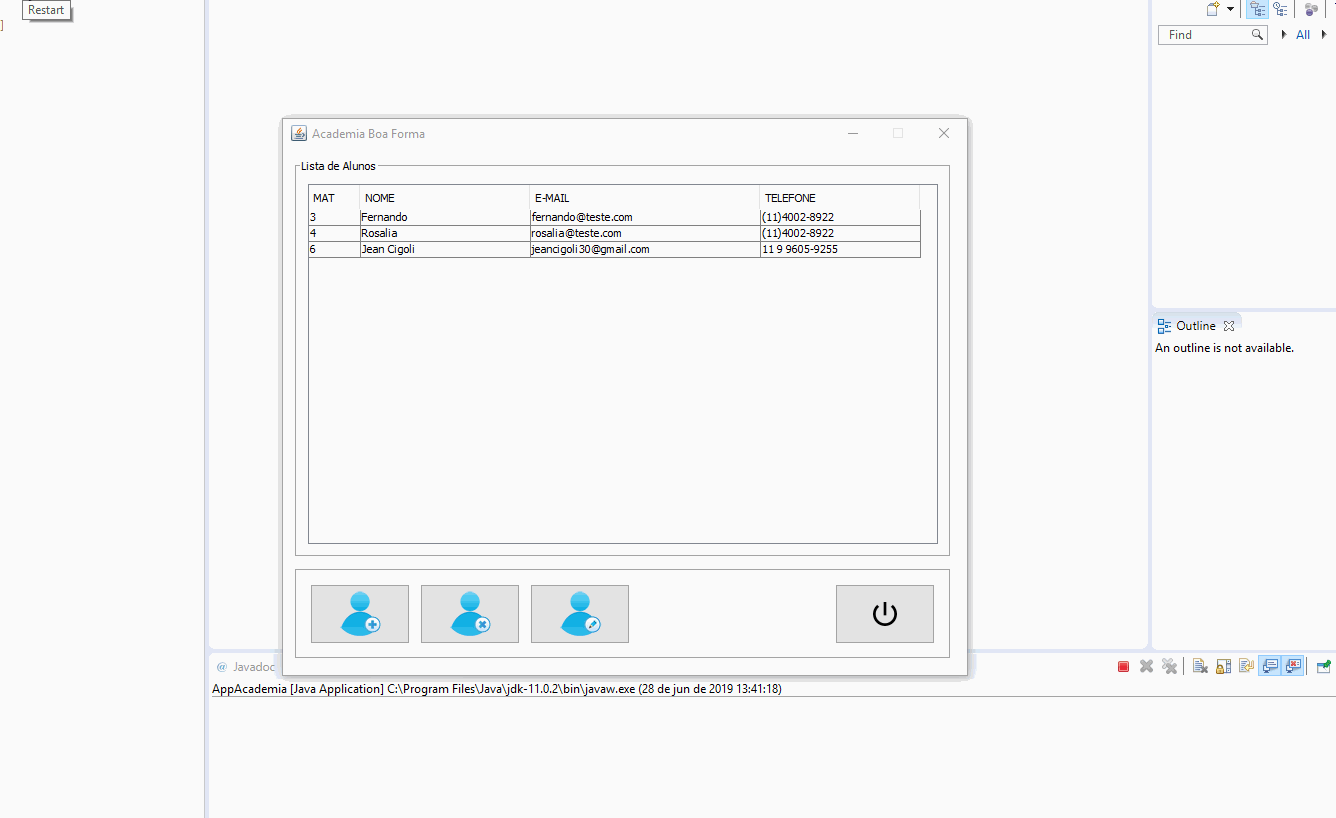 Restart
]
Find
All
Academia Boa Forma
Lista de Alunos
MAT NOME E-MAIL TELEFONE
3 Fernando fernando@teste.com (11)4002-8922
4 Rosalia rosalia@teste.com (11)4002-8922
6 Jean Cigoli jeancigoli30@gmail.com 11 9 9605-9255
Outline
An outline is not available.
@ Javadoc
AppAcademia [Java Application] C:\Program Files\Java\jdk-11.0.2\bin\javaw.exe (28 de jun de 2019 13:41:18)